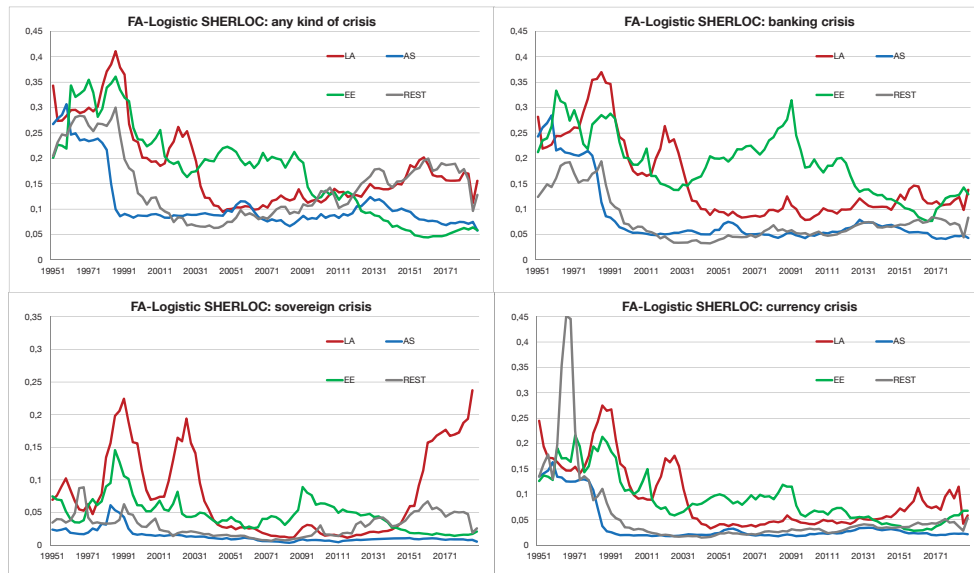 FA-Logistic SHERLOC: any kind of crisis
0,45
0,4
0,35
0,3
0,25
0,2
0,15
0,1
0,05
0
LA AS
EE REST
19951 19971 19991 20011 20031 20051 20071 20091 20111 20131 20151 20171
FA-Logistic SHERLOC: banking crisis
0,45
0,4
0,35
0,3
0,25
0,2
0,15
0,1
0,05
0
LA AS
EE REST
19951 19971 19991 20011 20031 20051 20071 20091 20111 20131 20151 20171
FA-Logistic SHERLOC: sovereign crisis
0,35
0,3
0,25
0,2
0,15
0,1
0,05
0
LA AS
EE REST
19951 19971 19991 20011 20031 20051 20071 20091 20111 20131 20151 20171
FA-Logistic SHERLOC: currency crisis
0,45
0,4
0,35
0,3
0,25
0,2
0,15
0,1
0,05
0
LA AS
EE REST
19951 19971 19991 20011 20031 20051 20071 20091 20111 20131 20151 20171